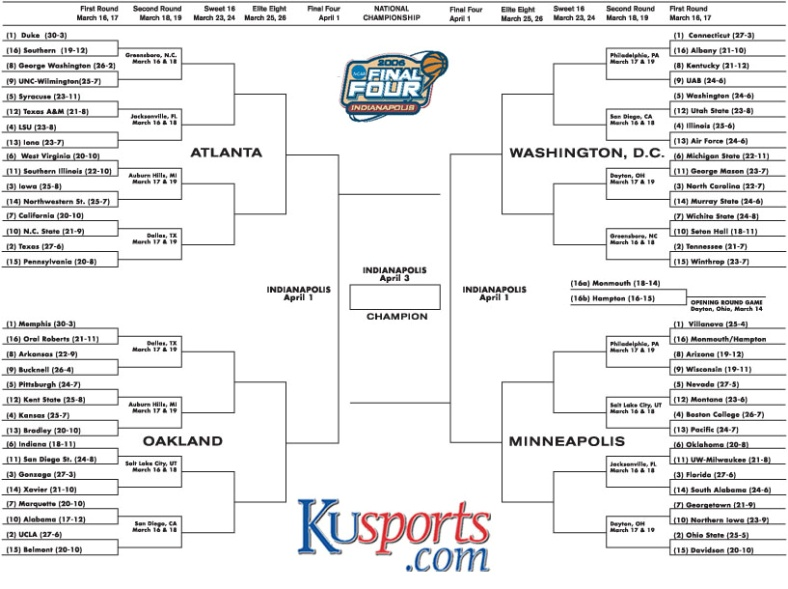 First Round
March 16, 17
Second Round
March 18, 19
Sweet 16
March 23, 24
Elite Eight
March 25, 26
Final Four
April 1
NATIONAL
CHAMPIONSHIP
Final Four
April 1
Elite Eight
March 25, 26
Sweet 16
March 23, 24
Second Round
March 18, 19
First Round
March 16, 17
(1) Duke (30-3)
(16) Southern (19-12)
(8) George Washington (26-2)
(9) UNC-Wilmington(25-7)
(5) Syracuse (23-11)
(12) Texas A&M (21-8)
(4) LSU (23-8)
(13) Iona (23-7)
(6) West Virginia (20-10)
(11) Southern Illinois (22-10)
(3) Iowa (25-8)
(14) Northwestern St. (25-7)
(7) California (20-10)
(10) N.C. State (21-9)
(2) Texas (27-6)
(15) Pennsylvania (20-8)
Greensboro, N.C.
March 16 & 18
Jacksonville, FL
March 16 & 18
Auburn Hills, MI
March 17 & 19
Dallas, TX
March 17 & 19
ATLANTA
2006
NCAA
FINAL
FOUR
INDIANAPOLIS
WASHINGTON, D.C.
Philadelphia, PA
March 17 & 19
San Diego, CA
March 16 & 18
Dayton, OH
March 17 & 19
Greensboro, NC
March 16 & 18
(1) Connecticut (27-3)
(16) Albany (21-10)
(8) Kentucky (21-12)
(9) UAB (24-6)
(5) Washington (24-6)
(12) Utah State (23-8)
(4) Illinois (25-6)
(13) Air Force (24-6)
(6) Michigan State (22-11)
(11) George Mason (23-7)
(3) North Carolina (22-7)
(14) Murray State (24-6)
(7) Wichita State (24-8)
(10) Seton Hall (18-11)
(2) Tennessee (21-7)
(15) Winthrop (23-7)
INDIANAPOLIS
April 1
INDIANAPOLIS
April 3
CHAMPION
INDIANAPOLIS
April 1
(16a) Monmouth (18-14)
(16b) Hampton (16-15)
OPENING ROUND GAME
Dayton, Ohio, March 14
(1) Memphis (30-3)
(16) Oral Roberts (21-11)
(8) Arkansas (22-9)
(9) Bucknell (26-4)
(5) Pittsburgh (24-7)
(12) Kent State (25-8)
(4) Kansas (25-7)
(13) Bradley (20-10)
(6) Indiana (18-11)
(11) San Diego St. (24-8)
(3) Gonzaga (27-3)
(14) Xavier (21-10)
(7) Marquette (20-10)
(10) Alabama (17-12)
(2) UCLA (27-6)
(15) Belmont (20-10)
Dallas, TX
March 17 & 19
Auburn Hills, MI
March 17 & 19
Salt Lake City, UT
March 16 & 18
San Diego, CA
March 16 & 18
OAKLAND
KUsports
.com
MINNEAPOLIS
Philadelphia, PA
March 17 & 19
Salt Lake City, UT
March 16 & 18
Jacksonville, FL
March 16 & 18
Dayton, OH
March 17 & 19
(1) Villanova (25-4)
(16) Monmouth/Hampton
(8) Arizona (19-12)
(9) Wisconsin (19-11)
(5) Nevada (27-5)
(12) Montana (23-6)
(4) Boston College (26-7)
(13) Pacific (24-7)
(6) Oklahoma (20-8)
(11) UW-Milwaukee (21-8)
(3) Florida (27-6)
(14) South Alabama (24-6)
(7) Georgetown (21-9)
(10) Northern Iowa (23-9)
(2) Ohio State (25-5)
(15) Davidson (20-10)